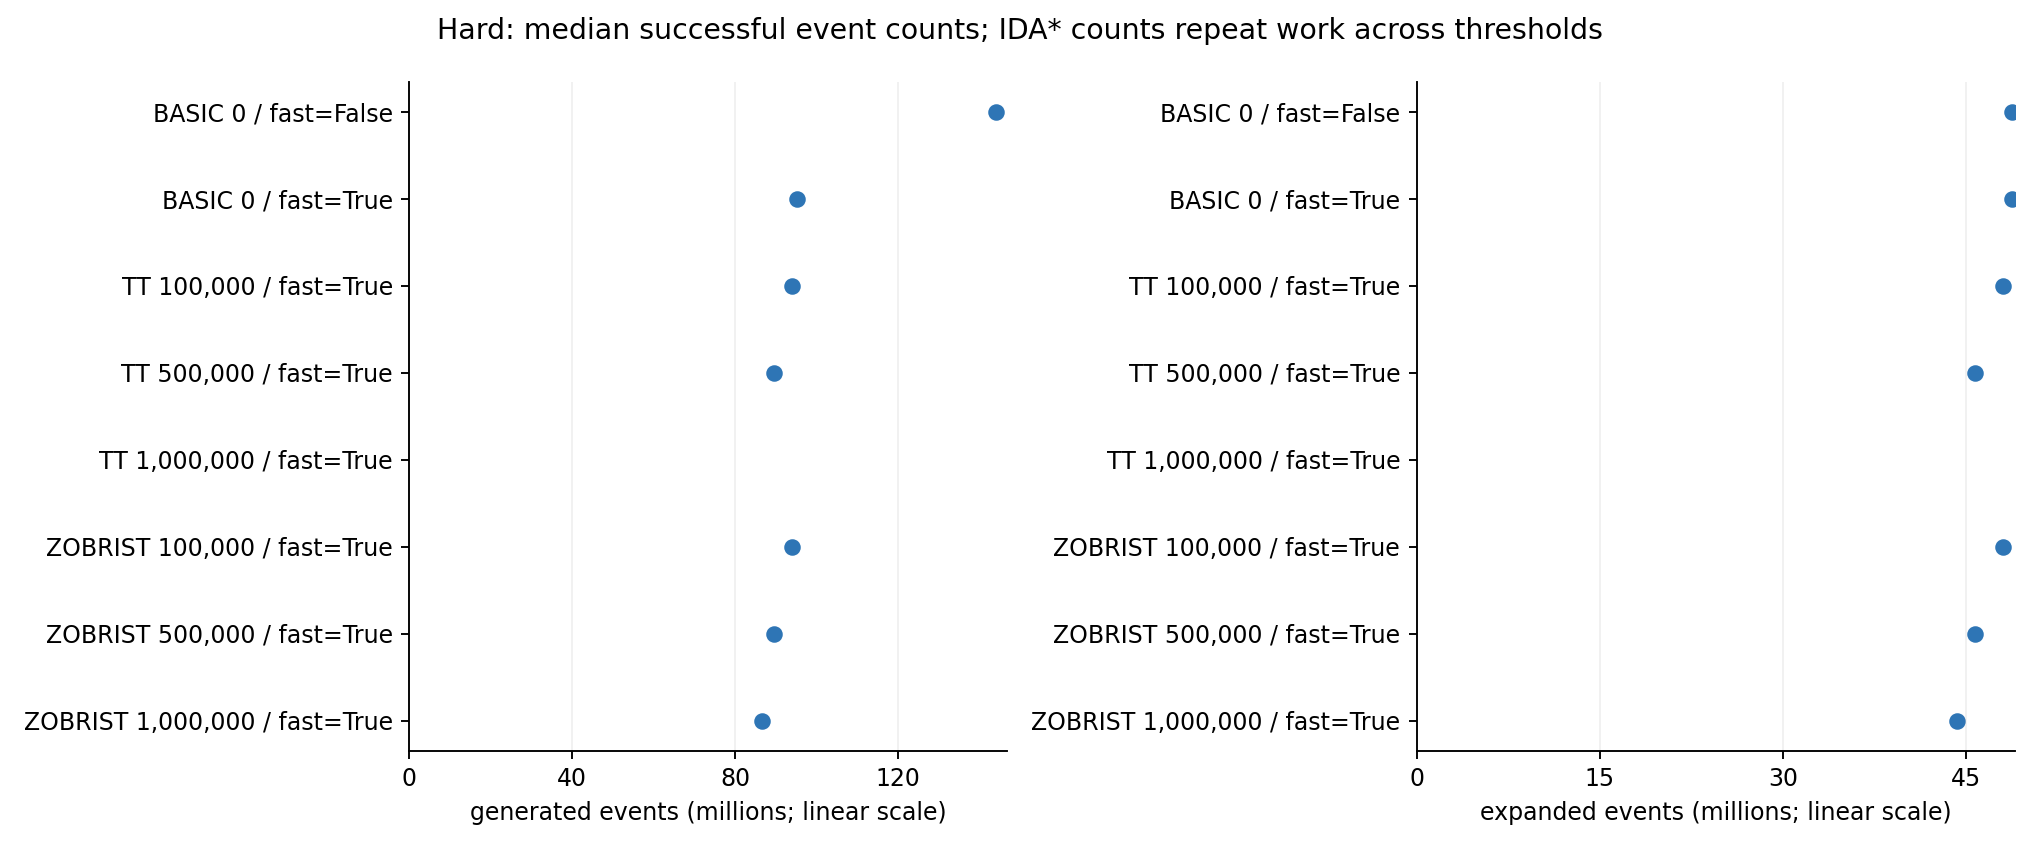 Hard: median successful event counts; IDA* counts repeat work across thresholds
BASIC 0 / fast=False
BASIC 0 / fast=True
TT 100,000 / fast=True
TT 500,000 / fast=True
TT 1,000,000 / fast=True
ZOBRIST 100,000 / fast=True
ZOBRIST 500,000 / fast=True
ZOBRIST 1,000,000 / fast=True
0 40 80 120
generated events (millions; linear scale)
BASIC 0 / fast=False
BASIC 0 / fast=True
TT 100,000 / fast=True
TT 500,000 / fast=True
TT 1,000,000 / fast=True
ZOBRIST 100,000 / fast=True
ZOBRIST 500,000 / fast=True
ZOBRIST 1,000,000 / fast=True
0 15 30 45
expanded events (millions; linear scale)